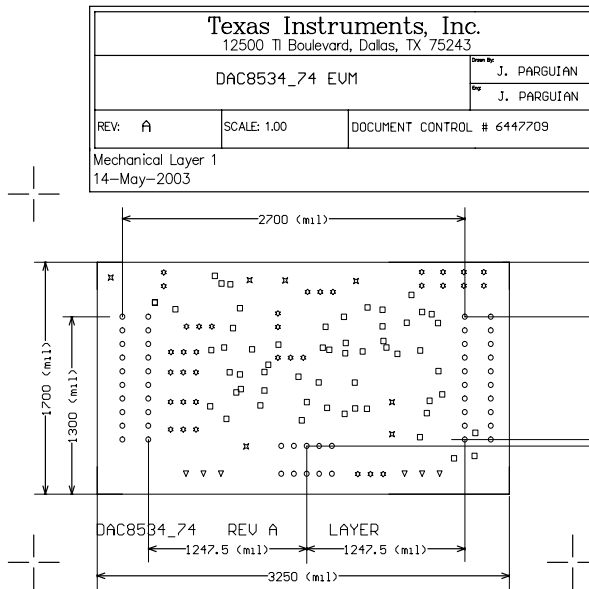 Texas Instruments, Inc.
12500 TI Boulevard, Dallas, TX 75243
DAC8534_74 EVM
Drawn By:
J. PARGUIAN
Eng:
J. PARGUIAN
REV: A
SCALE: 1.00
DOCUMENT CONTROL # 6447709
Mechanical Layer 1
14-May-2003
2700 (mil)
1700 (mil)
1300 (mil)
DAC8534_74 REV A LAYER
1247.5 (mil)
1247.5 (mil)
3250 (mil)